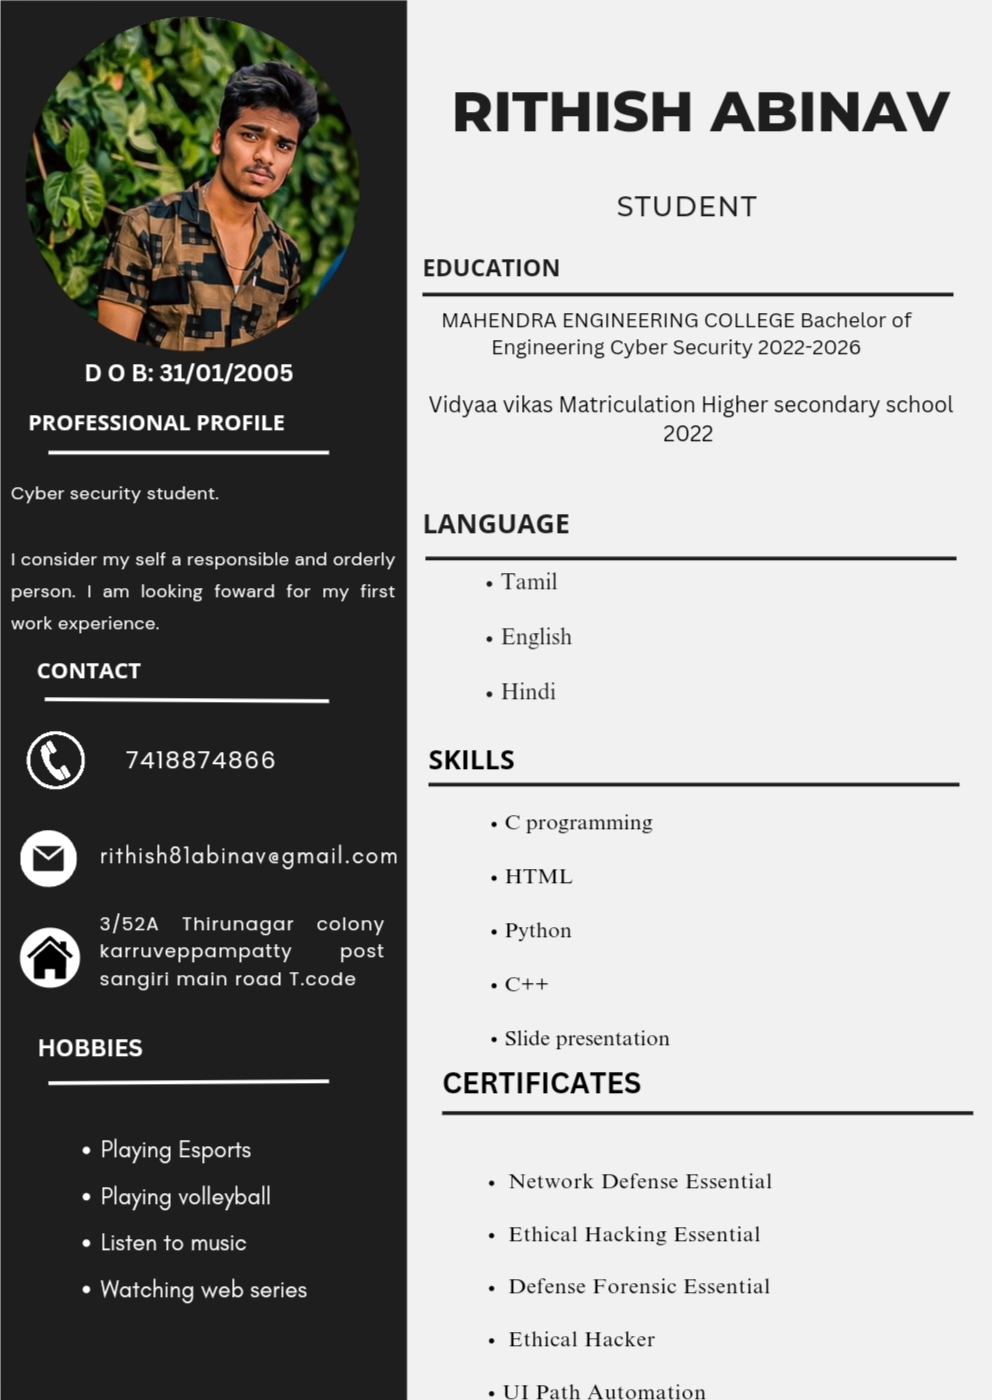 RITHISH ABINAV
STUDENT
D O B: 31/01/2005
PROFESSIONAL PROFILE
Cyber security student.
I consider my self a responsible and orderly
person. I am looking foward for my first
work experience.
CONTACT
7418874866
rithish81abinav@gmail.com
3/52A Thirunagar colony
karruveppampatty post
sangiri main road T.code
HOBBIES
• Playing Esports
• Playing volleyball
• Listen to music
• Watching web series
EDUCATION
MAHENDRA ENGINEERING COLLEGE Bachelor of
Engineering Cyber Security 2022-2026
Vidyaa vikas Matriculation Higher secondary school
2022
LANGUAGE
• Tamil
• English
• Hindi
SKILLS
• C programming
• HTML
• Python
• C++
• Slide presentation
CERTIFICATES
• Network Defense Essential
• Ethical Hacking Essential
• Defense Forensic Essential
• Ethical Hacker
• UI Path Automation